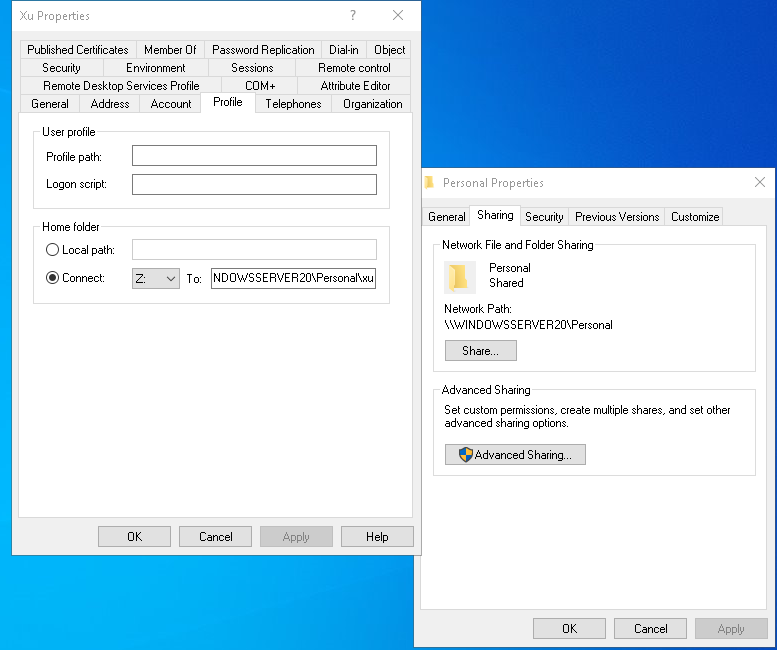 Xu Properties
?
Published Certificates Member Of Password Replication Dial-in Object
Security Environment Sessions Remote control
Remote Desktop Services Profile COM+ Attribute Editor
General Address Account Profile Telephones Organization
User profile
Profile path:
Logon script:
Home folder
Local path:
Connect: Z: To: NDOWSSERVER20\Personal\xu
OK Cancel Apply Help
Personal Properties
General Sharing Security Previous Versions Customize
Network File and Folder Sharing
Personal
Shared
Network Path:
\\WINDOWSSERVER20\Personal
Share...
Advanced Sharing
Set custom permissions, create multiple shares, and set other
advanced sharing options.
Advanced Sharing...
OK Cancel Apply